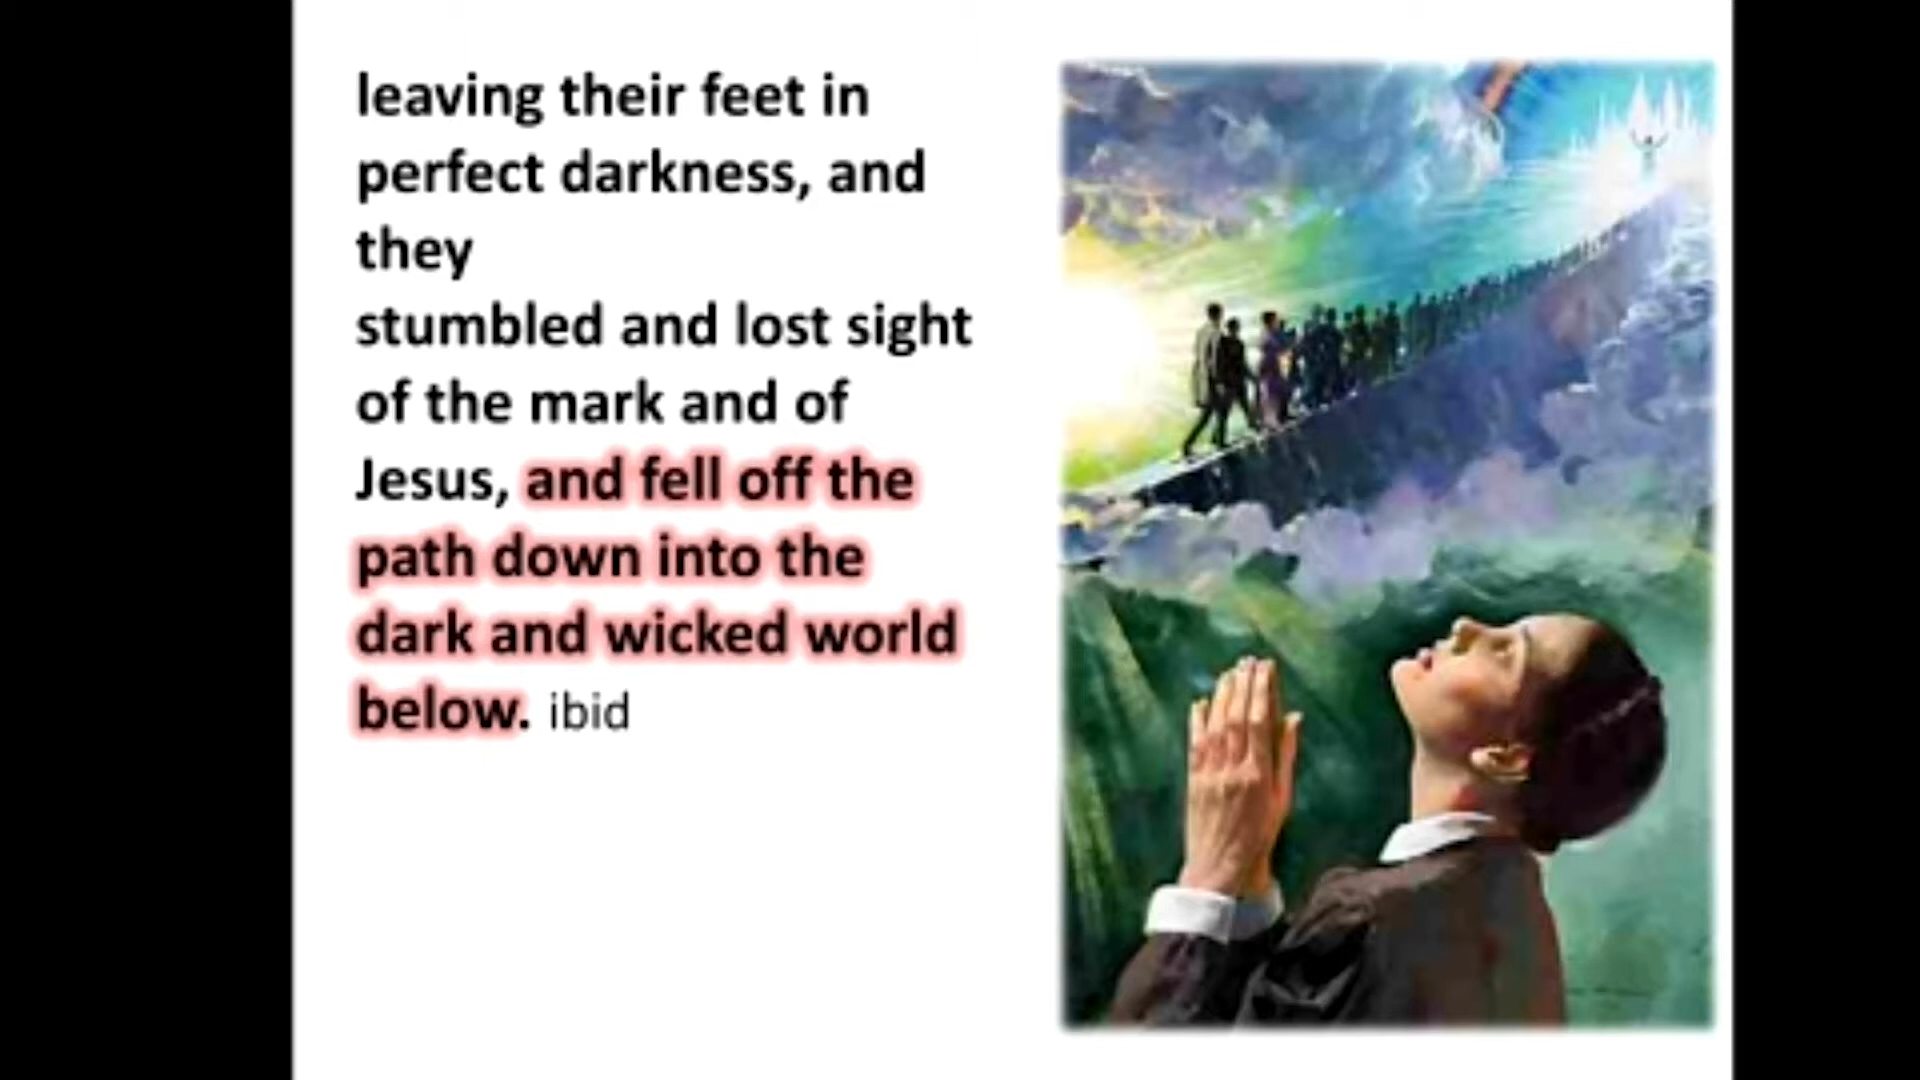 leaving their feet in
perfect darkness, and
they
stumbled and lost sight
of the mark and of
Jesus, and fell off the
path down into the
dark and wicked world
below. ibid